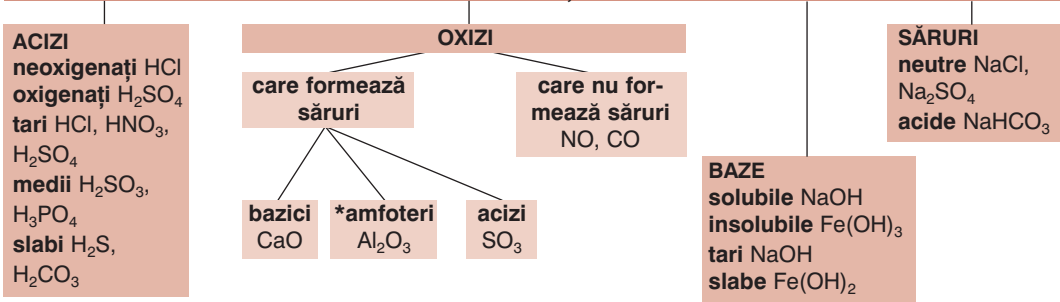 ACIZI
neoxigenați HCl
oxigenați H₂SO₄
tari HCl, HNO₃,
H₂SO₄
medii H₂SO₃,
H₃PO₄
slabi H₂S,
H₂CO₃
OXIZI
care formează
săruri
care nu for-
mează săruri
NO, CO
bazici
CaO
*amfoteri
Al₂O₃
acizi
SO₃
BAZE
solubile NaOH
insolubile Fe(OH)₃
tari NaOH
slabe Fe(OH)₂
SĂRURI
neutre NaCl,
Na₂SO₄
acide NaHCO₃